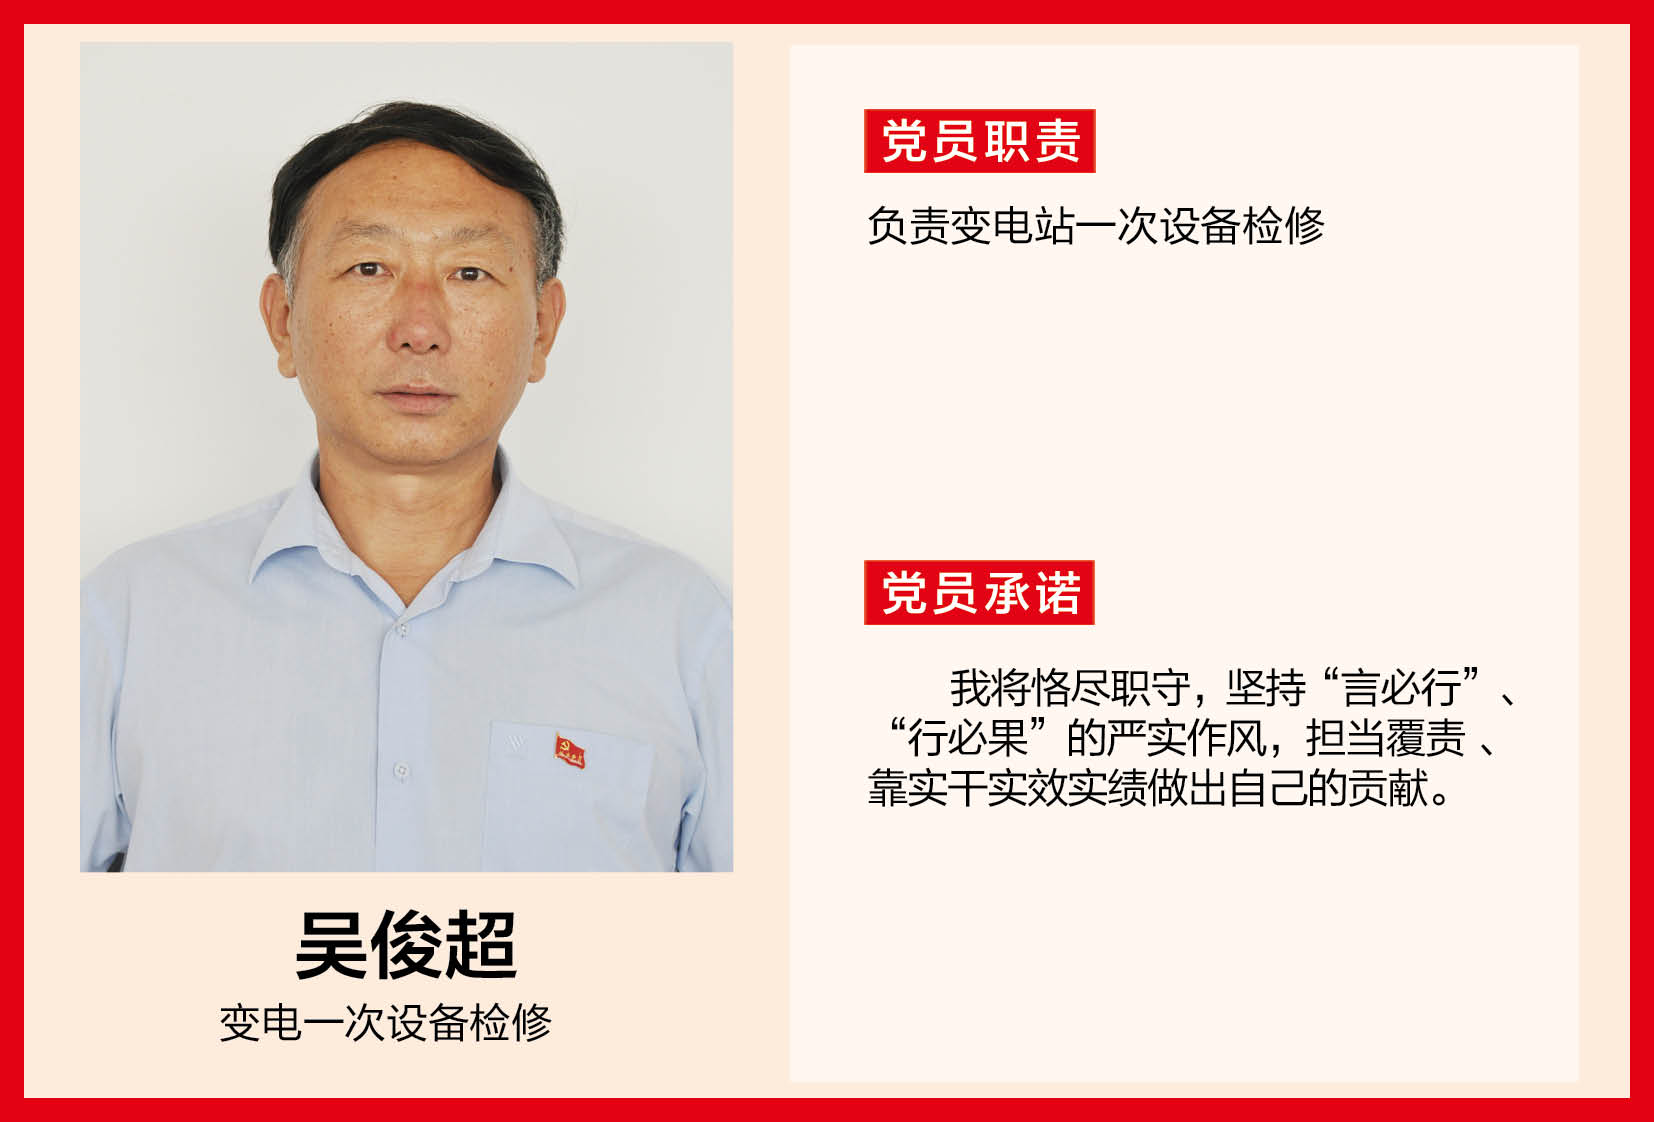 党员职责
负责变电站一次设备检修
党员承诺
我将恪尽职守，坚持“言必行”、
“行必果”的严实作风，担当覆责、
靠实干实效实绩做出自己的贡献。
吴俊超
变电一次设备检修